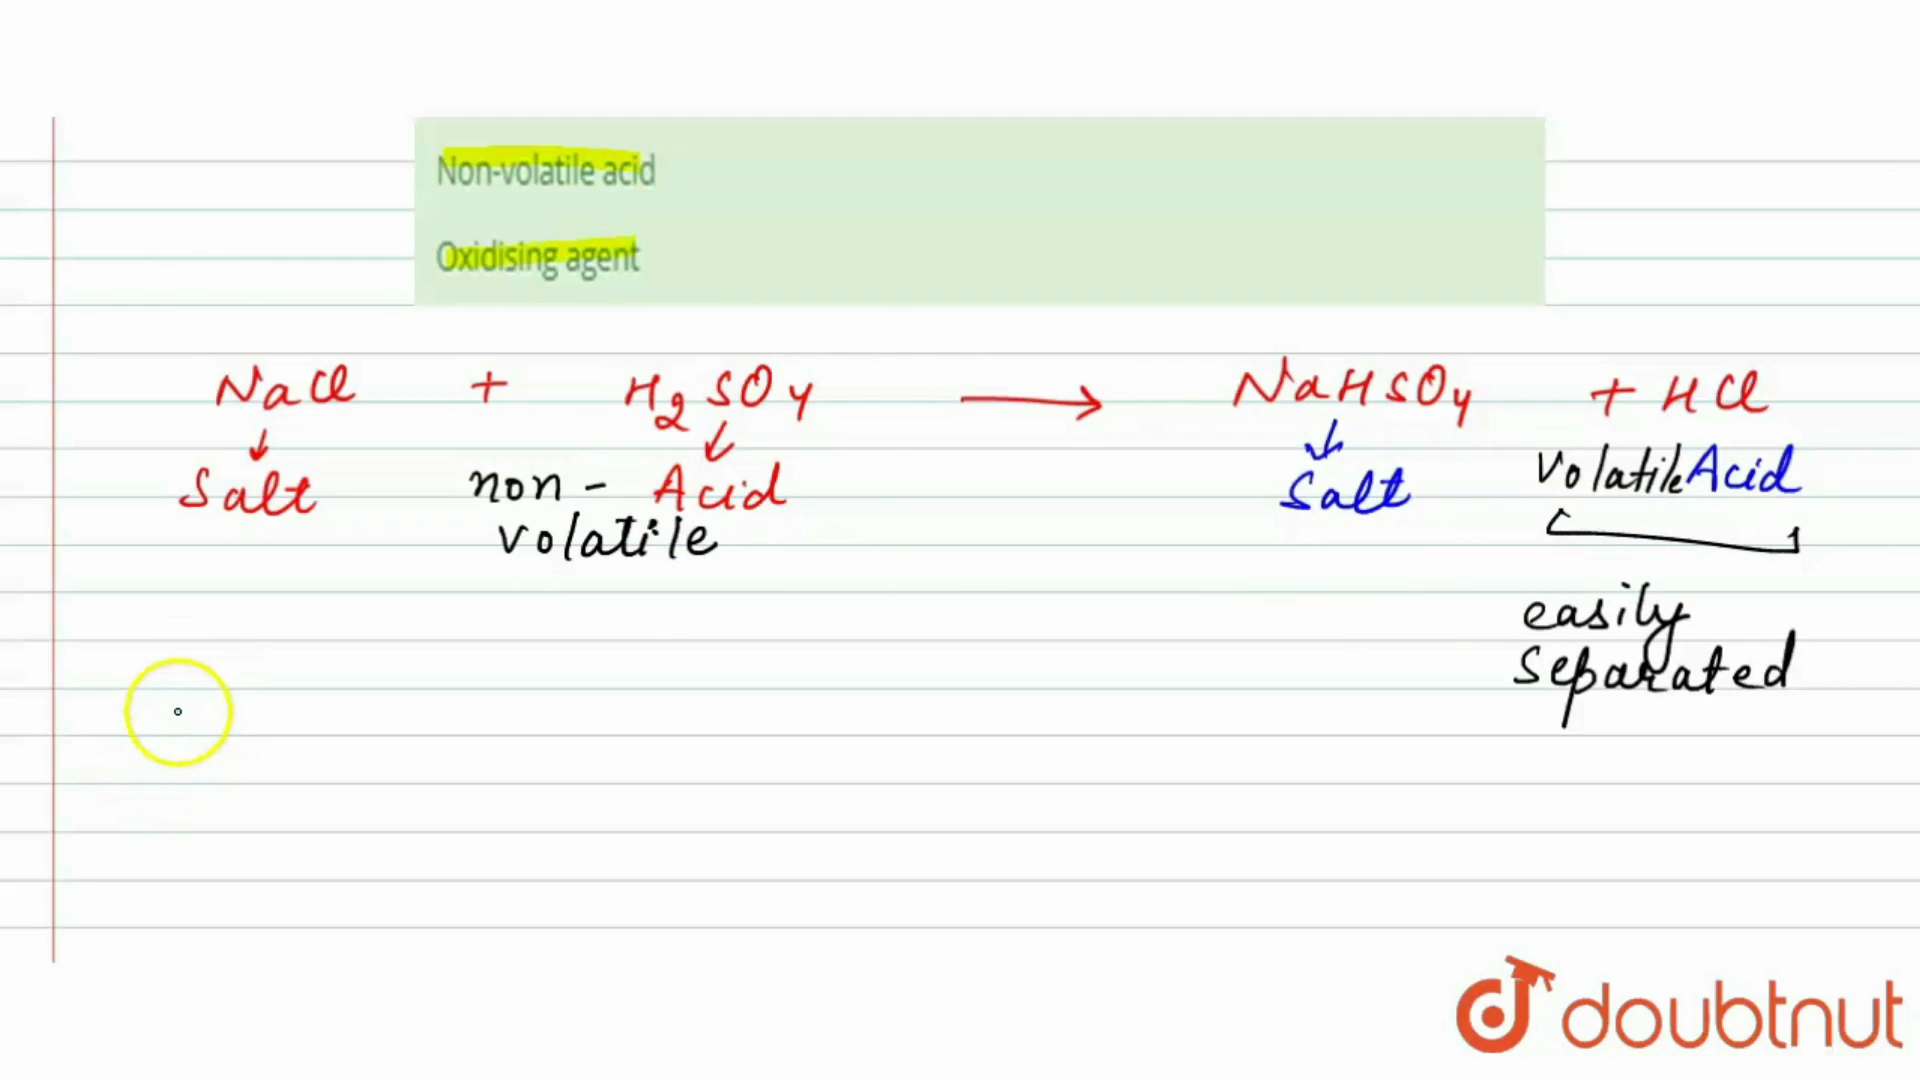 Non-volatile acid
Oxidising agent
NaCl + H2SO4 → NaHSO4 + HCl
↓ ↓ ↓
Salt non- Acid Salt Volatile Acid
volatile
easily
separated
doubtnut